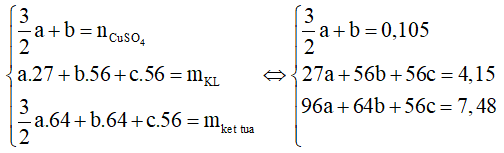 3/2 a + b = n_CuSO₄ ⇔ 3/2 a + b = 0,105
a.27 + b.56 + c.56 = m_KL ⇔ 27a + 56b + 56c = 4,15
3/2 a.64 + b.64 + c.56 = m_ket tua ⇔ 96a + 64b + 56c = 7,48